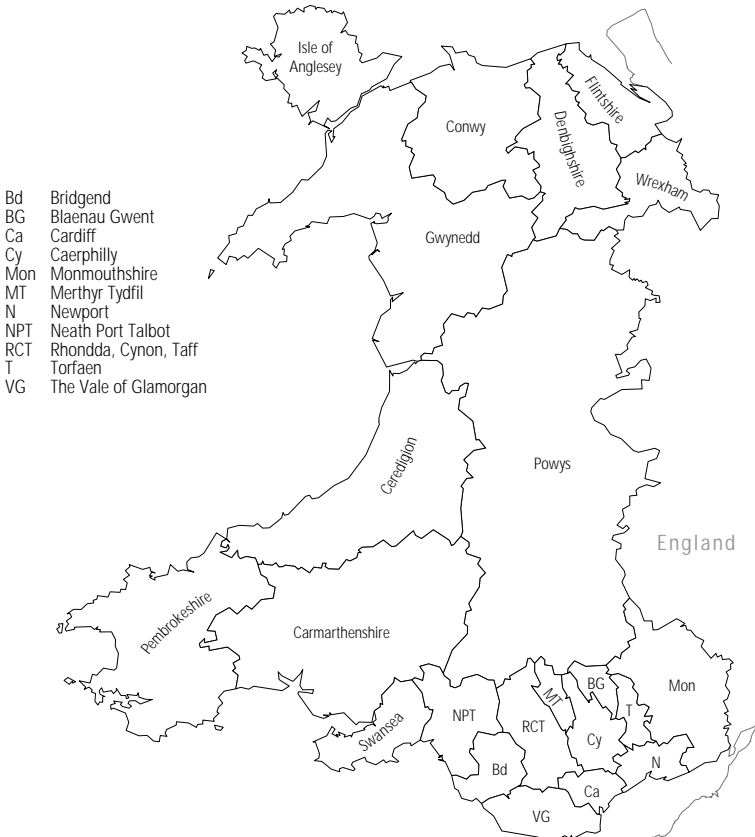 Isle of
Anglesey
Flintshire
Conwy
Denbighshire
Wrexham
Bd Bridgend
BG Blaenau Gwent
Ca Cardiff
Cy Caerphilly
Mon Monmouthshire
MT Merthyr Tydfil
N Newport
NPT Neath Port Talbot
RCT Rhondda, Cynon, Taff
T Torfaen
VG The Vale of Glamorgan
Gwynedd
Ceredigion
Powys
England
Pembrokeshire
Carmarthenshire
Swansea
NPT
RCT
MT
BG
T
Mon
Cy
N
Bd
Ca
VG